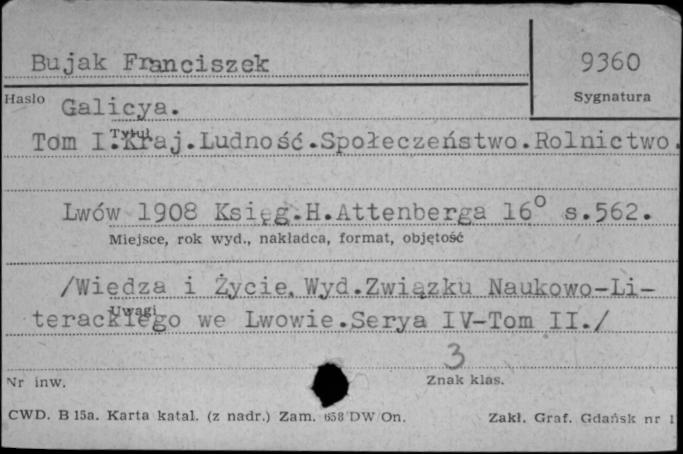 Bujak Franciszek
9360
Sygnatura
Hasło
Galicya.
Tytuł
Tom I.Kraj.Ludność.Społeczeństwo.Rolnictwo.
Lwów 1908 Księg.H.Attenberga 16° s.562.
Miejsce, rok wyd., nakładca, format, objętość
/Wiedza i Życie. Wyd.Związku Naukowo-Li-
Uwagi
terackiego we Lwowie.Serya IV-Tom II./
3
Nr inw.
Znak klas.
CWD. B 15a. Karta katal. (z nadr.) Zam. 658 DW On.
Zakł. Graf. Gdańsk nr 1